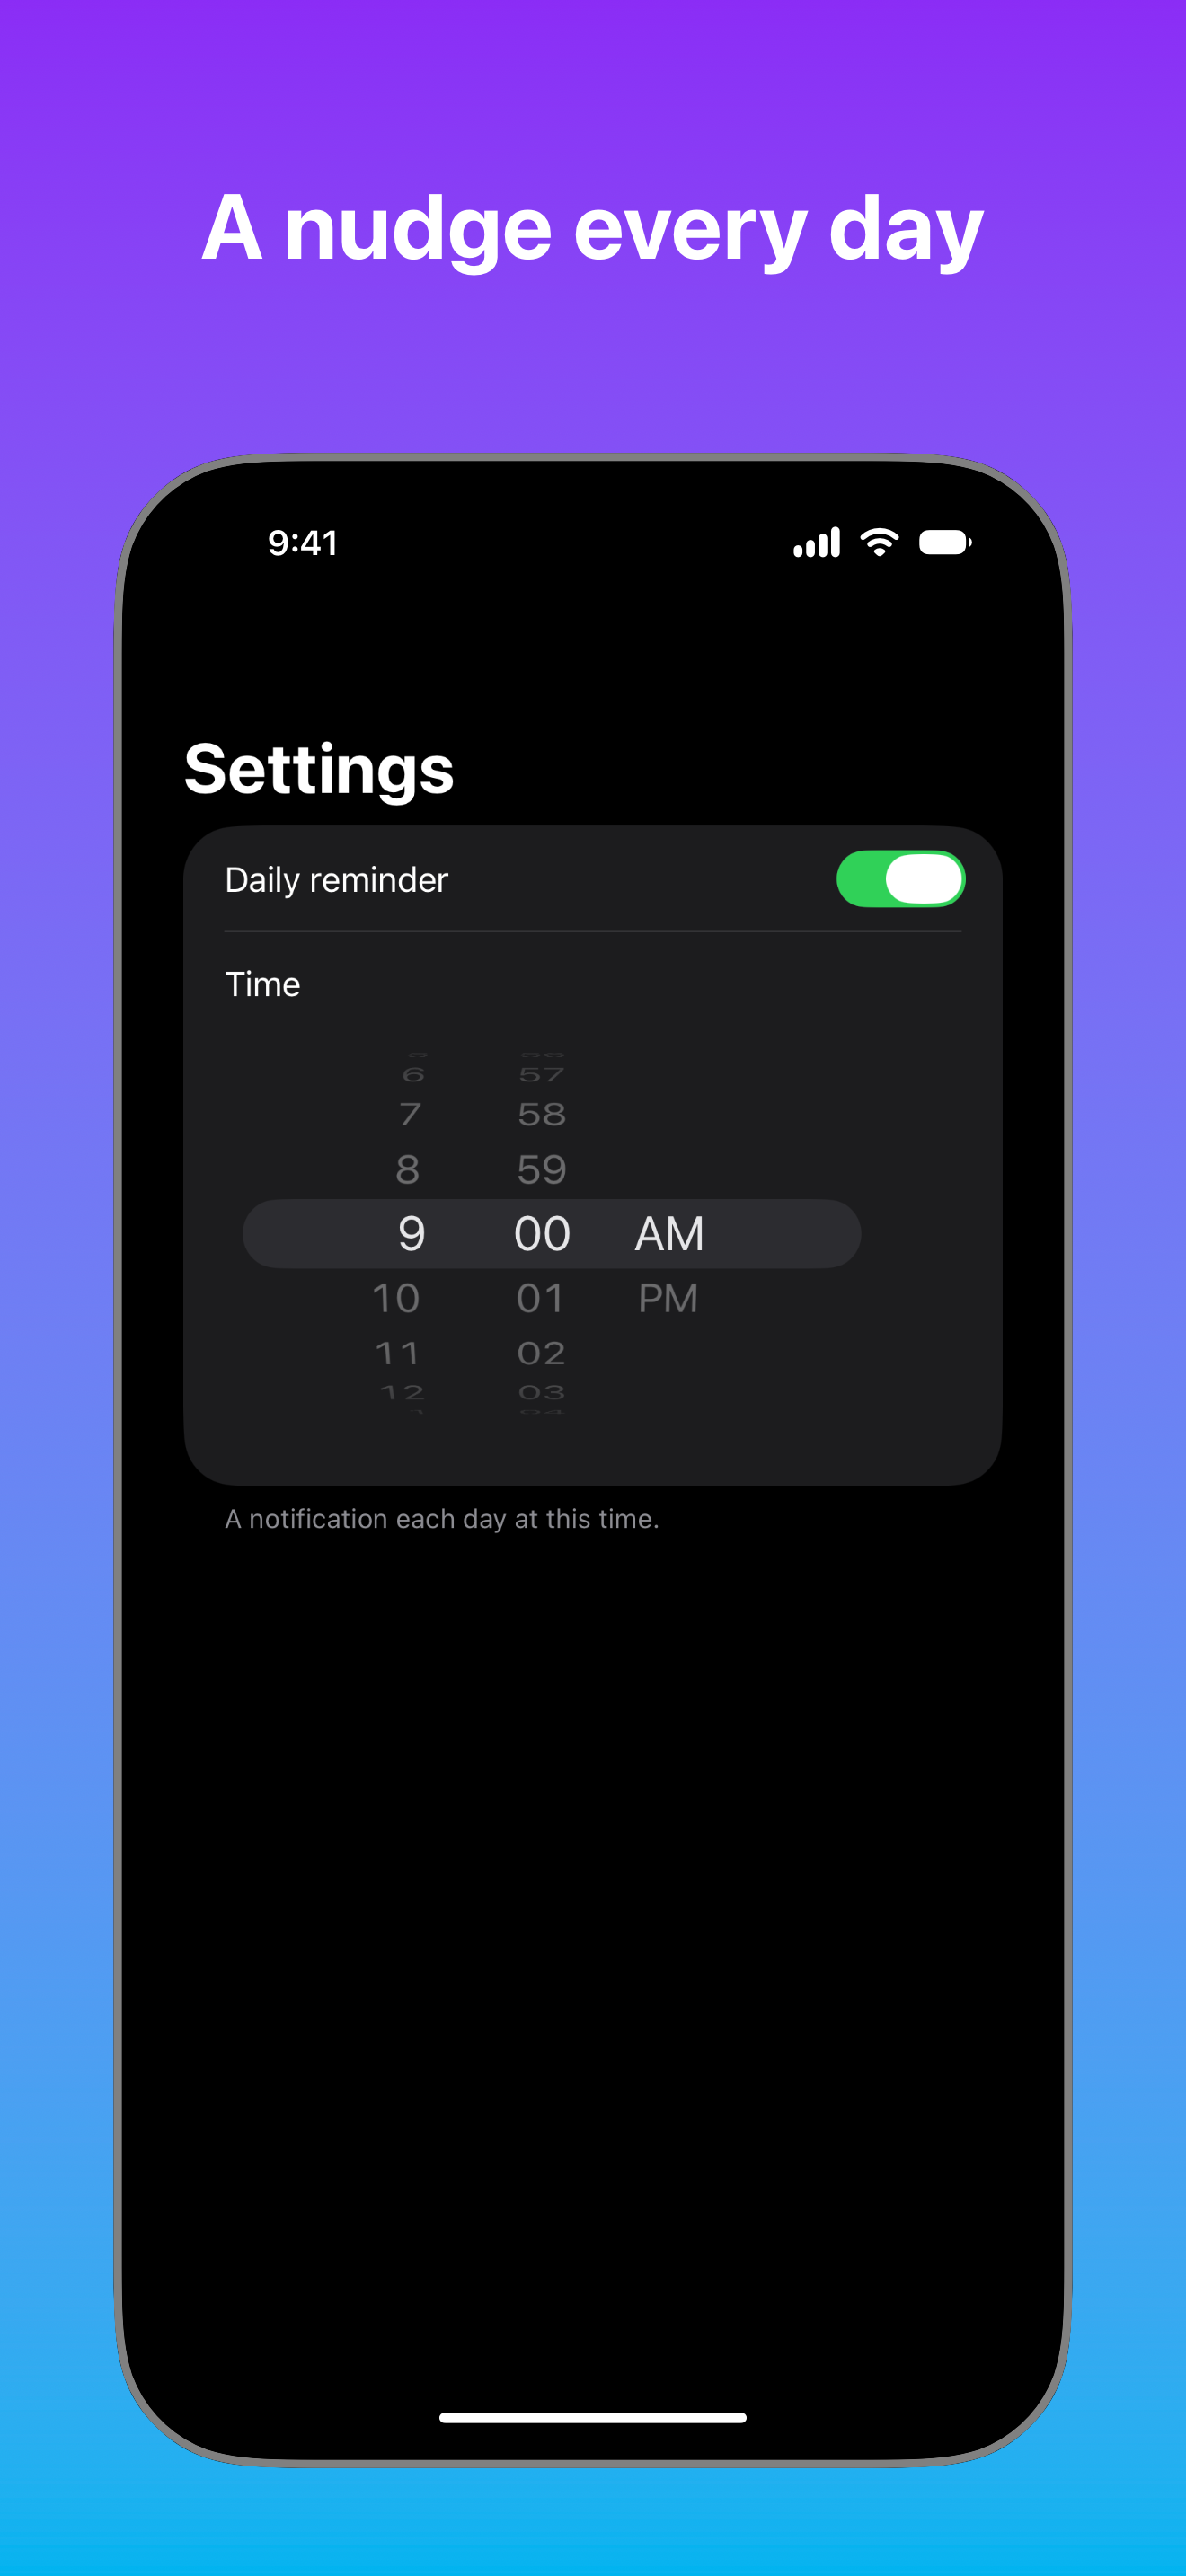 A nudge every day
9:41
Settings
Daily reminder
Time
6 57
7 58
8 59
9 00 AM
10 01 PM
11 02
12 03
A notification each day at this time.